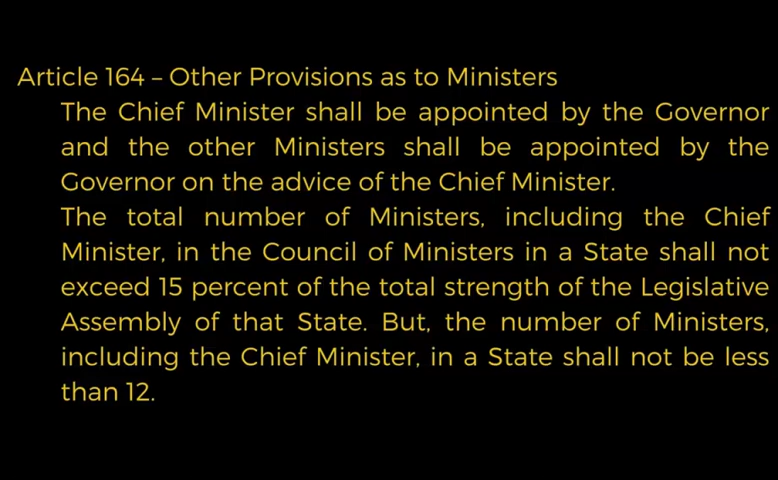 Article 164 – Other Provisions as to Ministers
The Chief Minister shall be appointed by the Governor
and the other Ministers shall be appointed by the
Governor on the advice of the Chief Minister.
The total number of Ministers, including the Chief
Minister, in the Council of Ministers in a State shall not
exceed 15 percent of the total strength of the Legislative
Assembly of that State. But, the number of Ministers,
including the Chief Minister, in a State shall not be less
than 12.